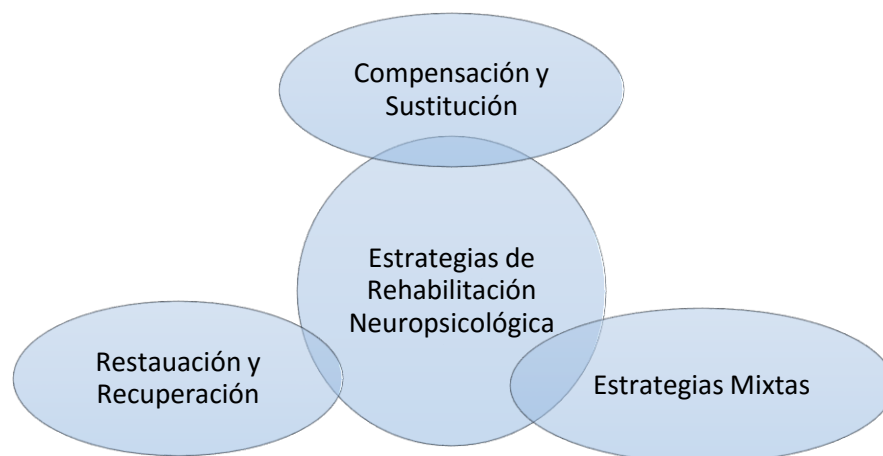 Compensación y
Sustitución
Estrategias de
Rehabilitación
Neuropsicológica
Restauación y
Recuperación
Estrategias Mixtas